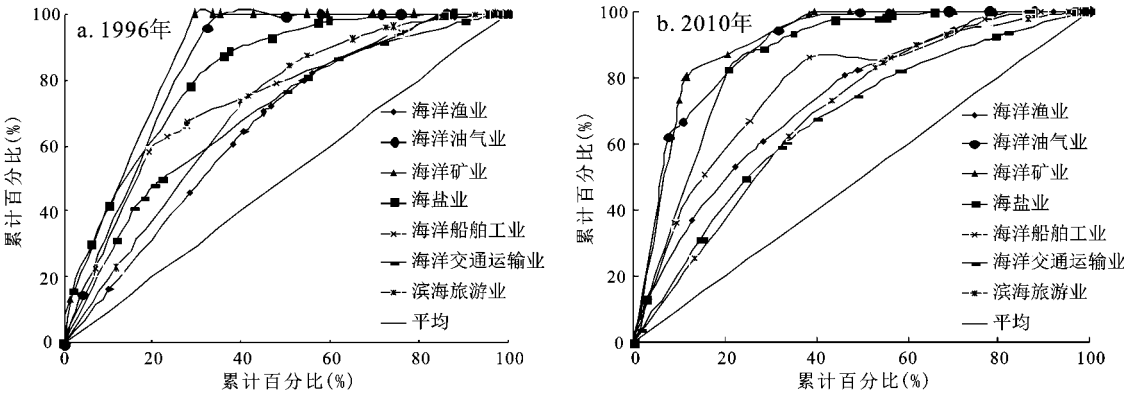 a. 1996年
累计百分比(%)
100
80
60
40
20
0
海洋渔业
海洋油气业
海洋矿业
海盐业
海洋船舶工业
海洋交通运输业
滨海旅游业
平均
0 20 40 60 80 100
累计百分比(%)
b. 2010年
累计百分比(%)
100
80
60
40
20
0
海洋渔业
海洋油气业
海洋矿业
海盐业
海洋船舶工业
海洋交通运输业
滨海旅游业
平均
0 20 40 60 80 100
累计百分比(%)